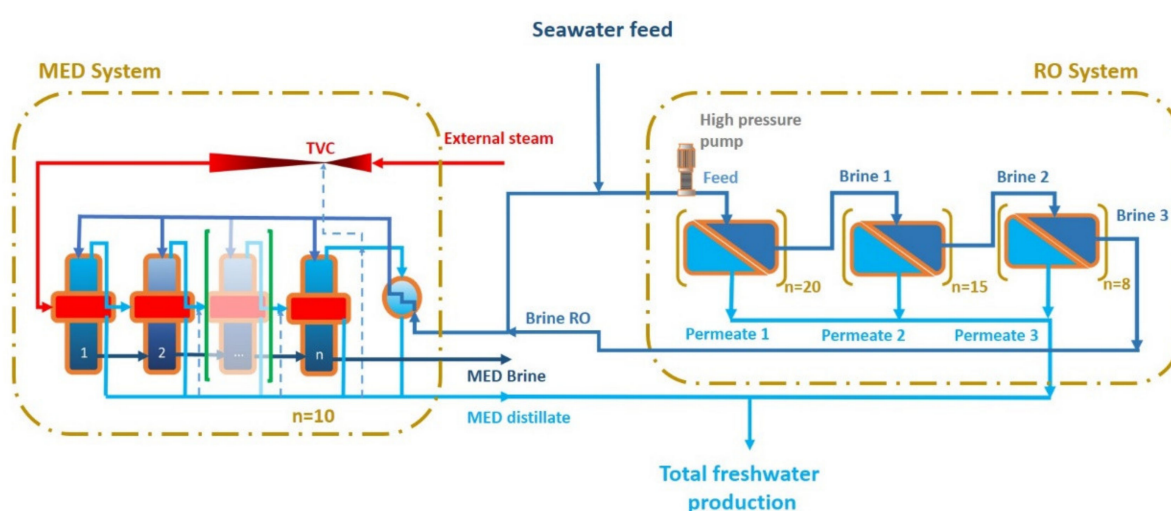 Seawater feed
MED System
RO System
High pressure
pump
External steam
TVC
Feed
Brine 1
Brine 2
Brine 3
n=20
n=15
n=8
Brine RO
Permeate 1
Permeate 2
Permeate 3
1
2
...
n
MED Brine
n=10
MED distillate
Total freshwater
production